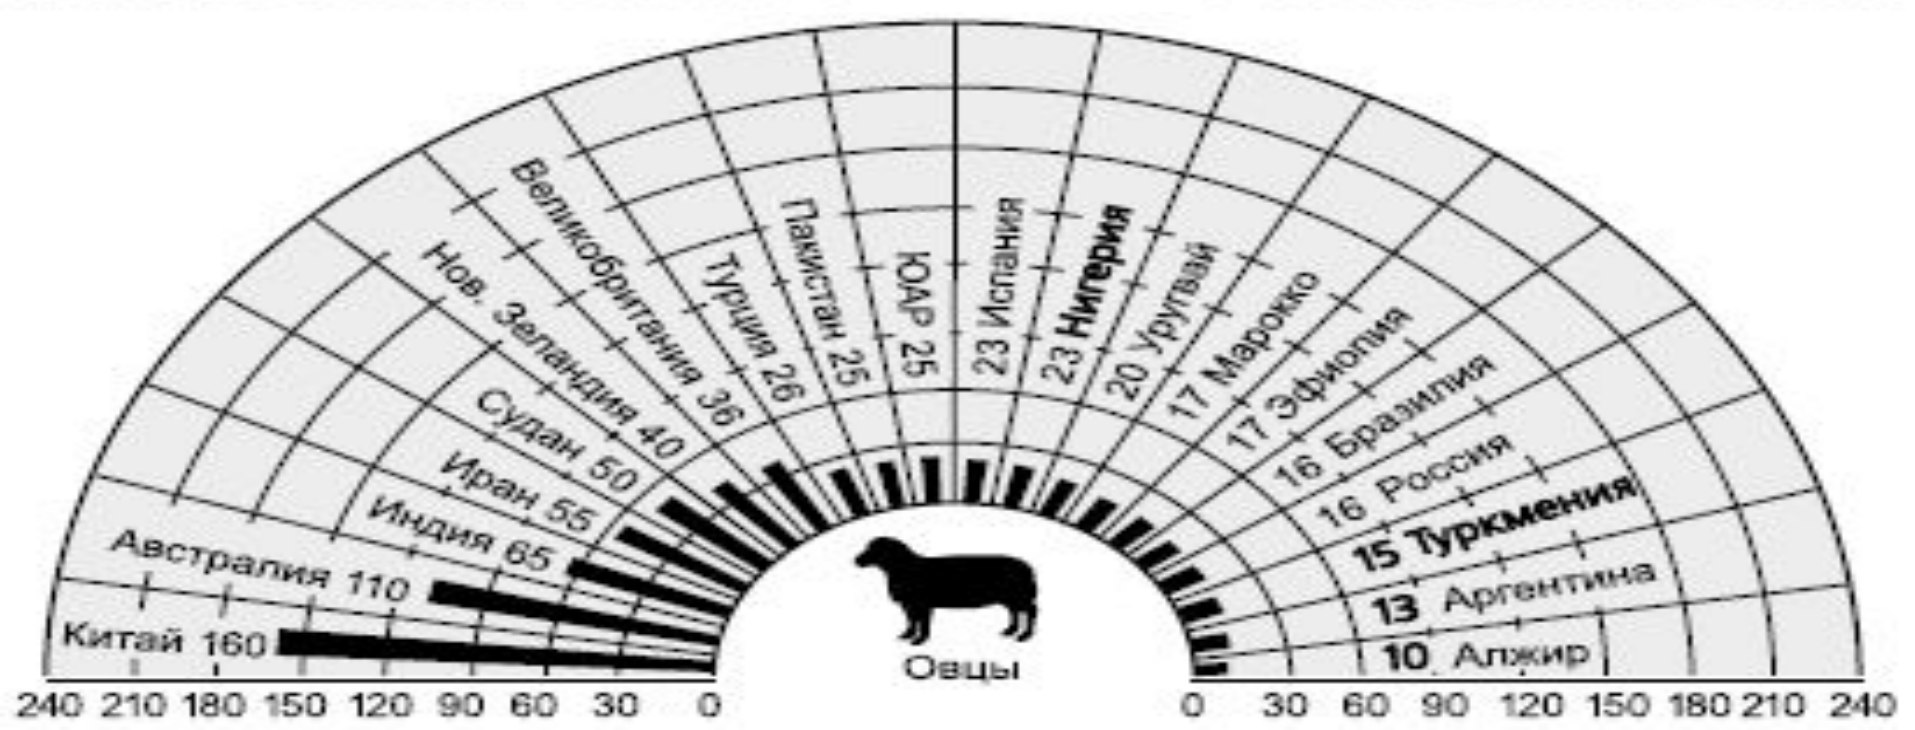 Китай 160
Австралия 110
Индия 65
Иран 55
Судан 50
Нов. Зеландия 40
Великобритания 36
Турция 26
Пакистан 25
ЮАР 25
23 Испания
23 Нигерия
20 Уругвай
17 Марокко
17 Эфиопия
16 Бразилия
16 Россия
15 Туркмения
13 Аргентина
10 Алжир
Овцы
240 210 180 150 120 90 60 30 0
0 30 60 90 120 150 180 210 240